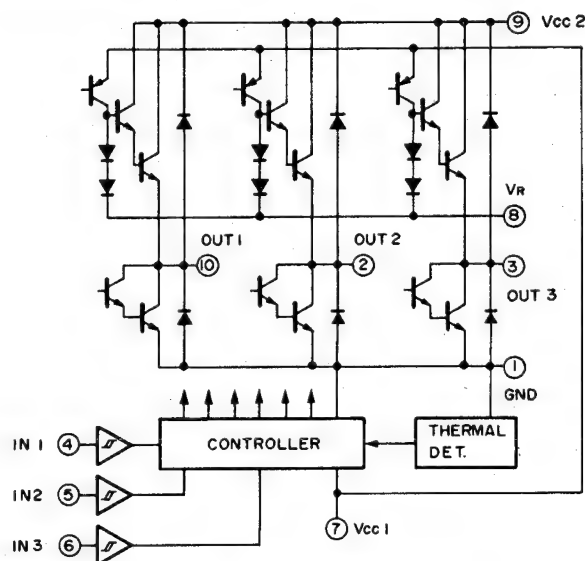 9 Vcc 2
VR
8
OUT 1
OUT 2
10
2
3
OUT 3
1
GND
IN 1 4
CONTROLLER
THERMAL
DET.
IN2 5
7 Vcc 1
IN 3 6